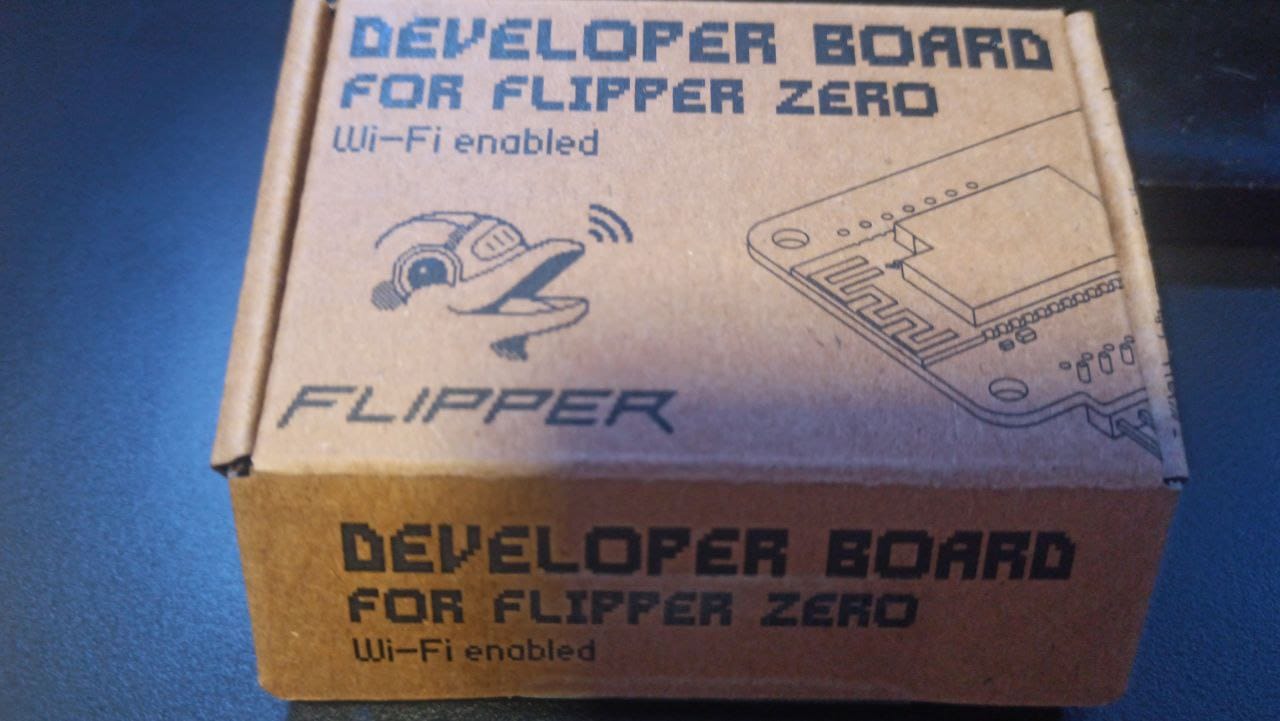 DEVELOPER BOARD
FOR FLIPPER ZERO
Wi-Fi enabled
FLIPPER
DEVELOPER BOARD
FOR FLIPPER ZERO
Wi-Fi enabled